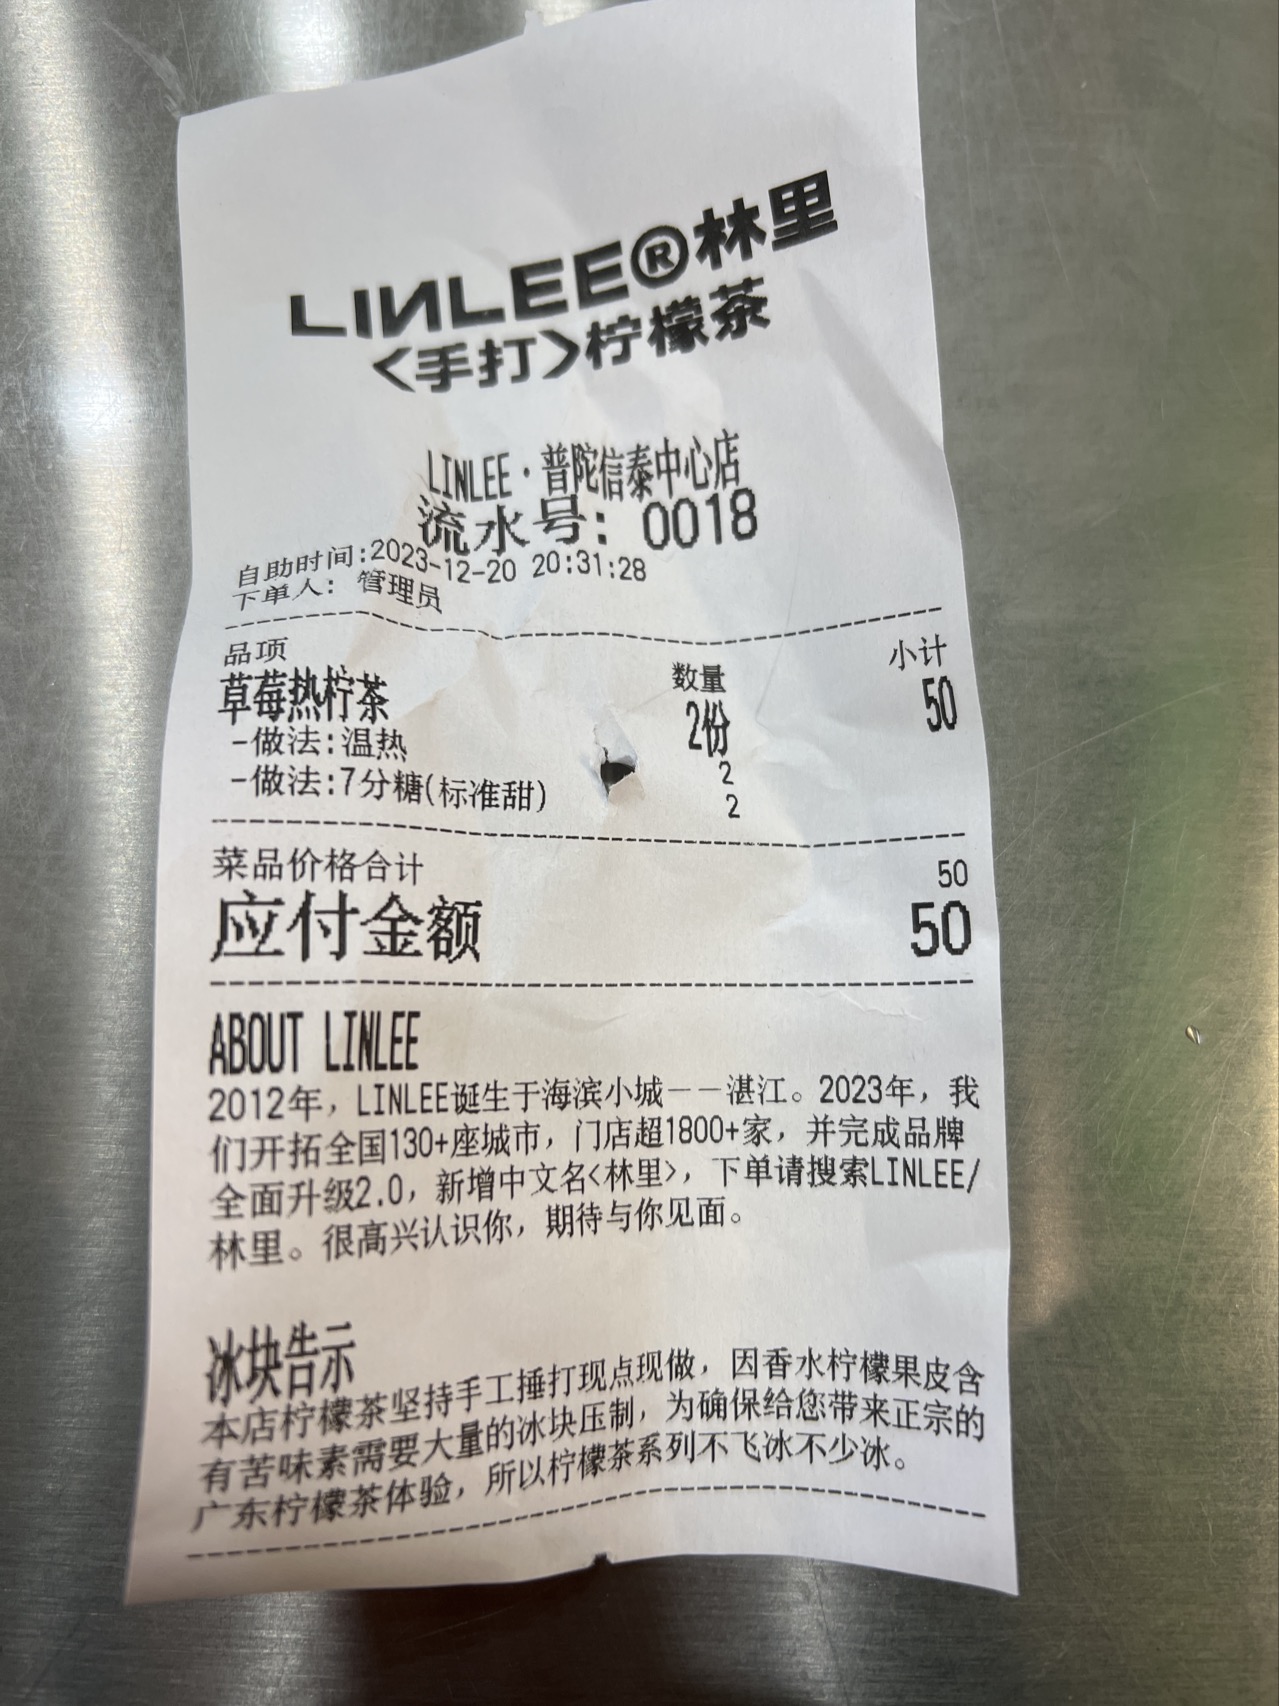 LINLEE®林里
<手打>柠檬茶
LINLEE·普陀信泰中心店
流水号: 0018
自助时间:2023-12-20 20:31:28
下单人: 管理员
品项 数量 小计
草莓热柠茶 2份 50
-做法:温热 2
-做法:7分糖(标准甜) 2
菜品价格合计 50
应付金额 50
ABOUT LINLEE
2012年，LINLEE诞生于海滨小城——湛江。2023年，我
们开拓全国130+座城市，门店超1800+家，并完成品牌
全面升级2.0，新增中文名<林里>，下单请搜索LINLEE/
林里。很高兴认识你，期待与你见面。
冰块告示
本店柠檬茶坚持手工捶打现点现做，因香水柠檬果皮含
有苦味素需要大量的冰块压制，为确保给您带来正宗的
广东柠檬茶体验，所以柠檬茶系列不飞冰不少冰。